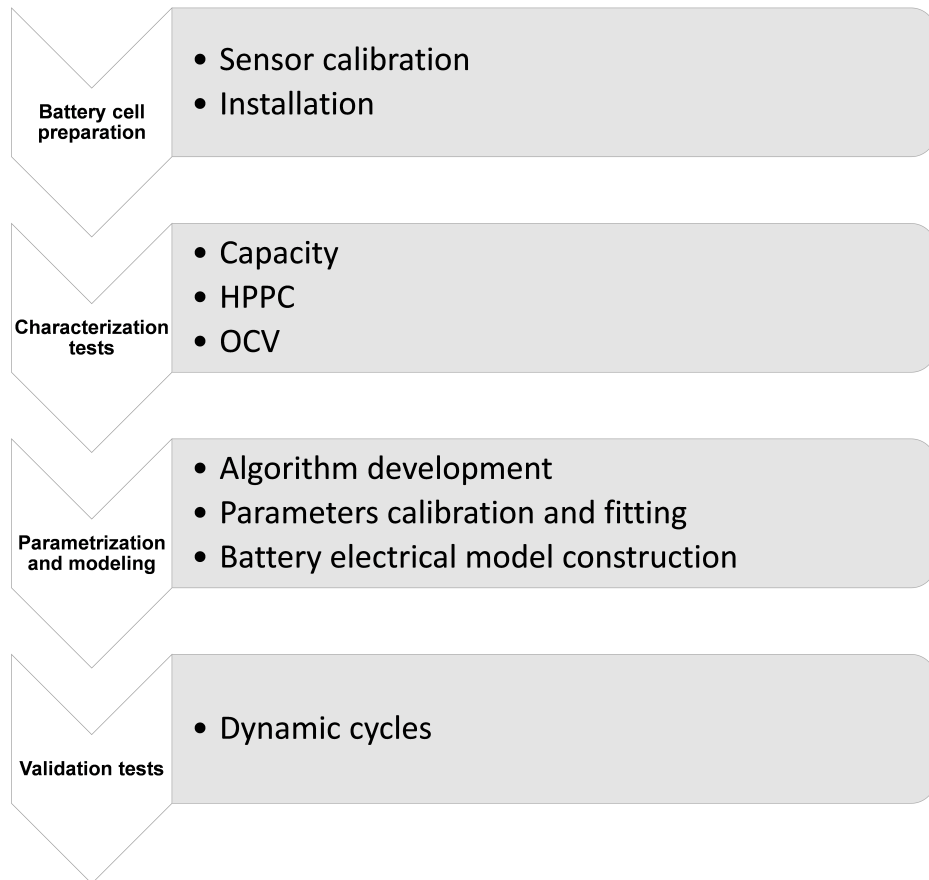 Battery cell
preparation
• Sensor calibration
• Installation
Characterization
tests
• Capacity
• HPPC
• OCV
Parametrization
and modeling
• Algorithm development
• Parameters calibration and fitting
• Battery electrical model construction
Validation tests
• Dynamic cycles